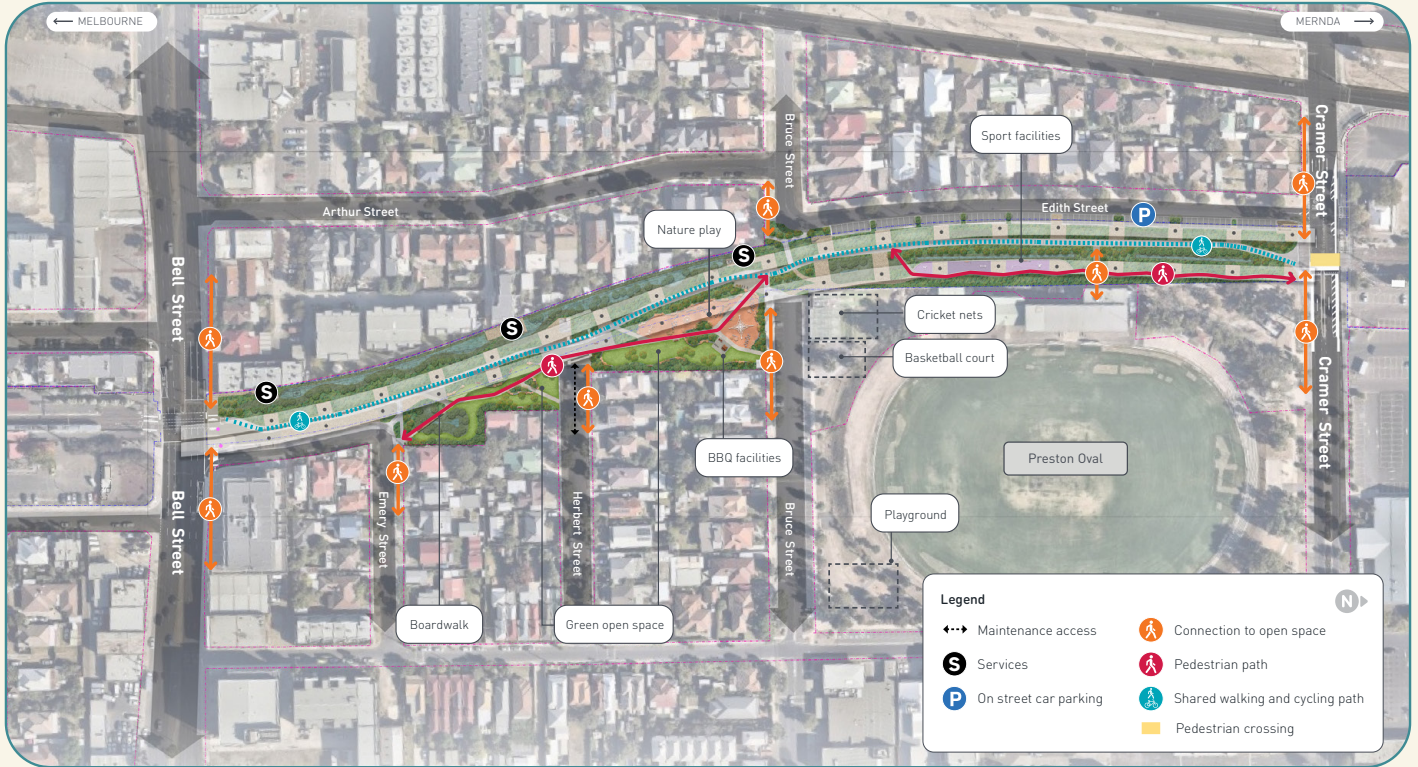 ← MELBOURNE
MERNDA →
Cramer Street
Bruce Street
Sport facilities
Arthur Street
Edith Street
P
Nature play
S
Bell Street
S
Cricket nets
Basketball court
S
Cramer Street
BBQ facilities
Preston Oval
Bell Street
Emery Street
Herbert Street
Bruce Street
Playground
Boardwalk
Green open space
Legend
N
Maintenance access
Connection to open space
S Services
Pedestrian path
P On street car parking
Shared walking and cycling path
Pedestrian crossing